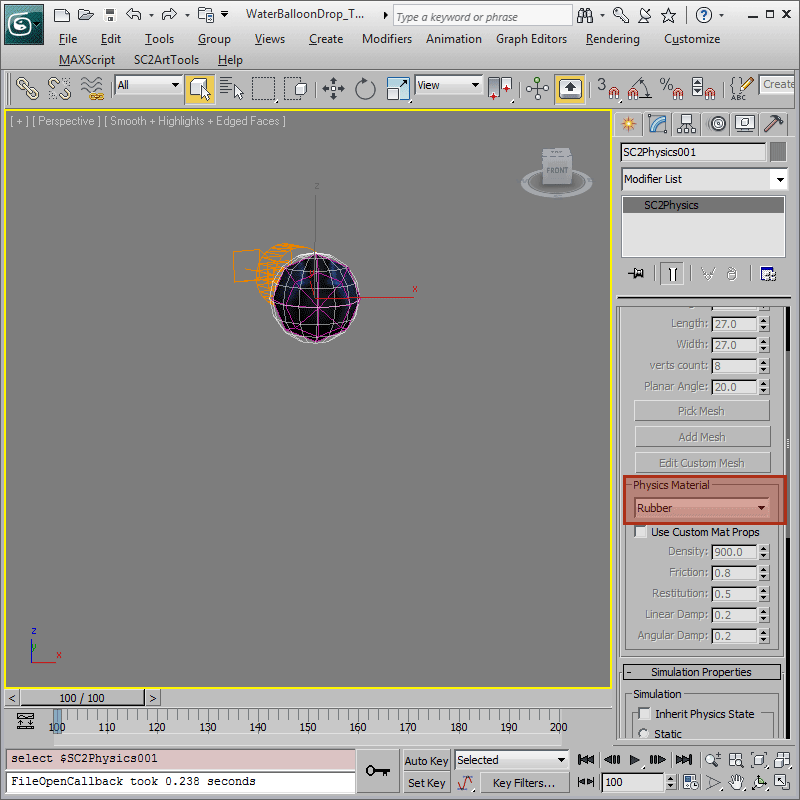 WaterBalloonDrop_T...
Type a keyword or phrase
File Edit Tools Group Views Create Modifiers Animation Graph Editors Rendering Customize
MAXScript SC2ArtTools Help
All
View
3
%
ABC
Create
[ + ] [ Perspective ] [ Smooth + Highlights + Edged Faces ]
z
FRONT
x
z
y
x
SC2Physics001
Modifier List
SC2Physics
Length: 27.0
Width: 27.0
verts count: 8
Planar Angle: 20.0
Pick Mesh
Add Mesh
Edit Custom Mesh
Physics Material
Rubber
Use Custom Mat Props
Density: 900.0
Friction: 0.8
Restitution: 0.5
Linear Damp: 0.2
Angular Damp: 0.2
- Simulation Properties
Simulation
Inherit Physics State
Static
< 100 / 100 >
100 110 120 130 140 150 160 170 180 190 200
select $SC2Physics001
FileOpenCallback took 0.238 seconds
Auto Key Selected
Set Key Key Filters...
100